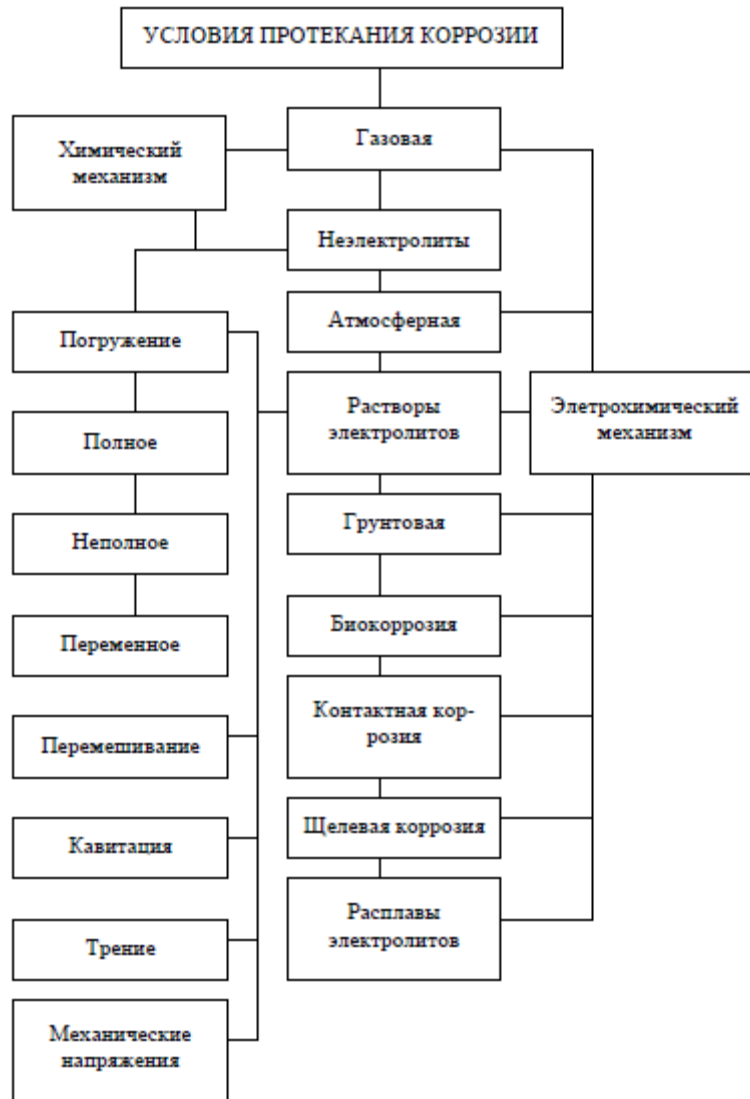 УСЛОВИЯ ПРОТЕКАНИЯ КОРРОЗИИ
Газовая
Химический
механизм
Неэлектролиты
Атмосферная
Погружение
Растворы
электролитов
Элетрохимический
механизм
Полное
Грунтовая
Неполное
Биокоррозия
Переменное
Контактная кор-
розия
Перемешивание
Щелевая коррозия
Кавитация
Расплавы
электролитов
Трение
Механические
напряжения